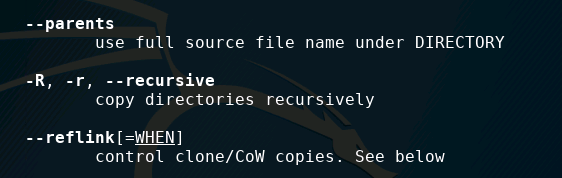 --parents
use full source file name under DIRECTORY
-R, -r, --recursive
copy directories recursively
--reflink[=WHEN]
control clone/CoW copies. See below